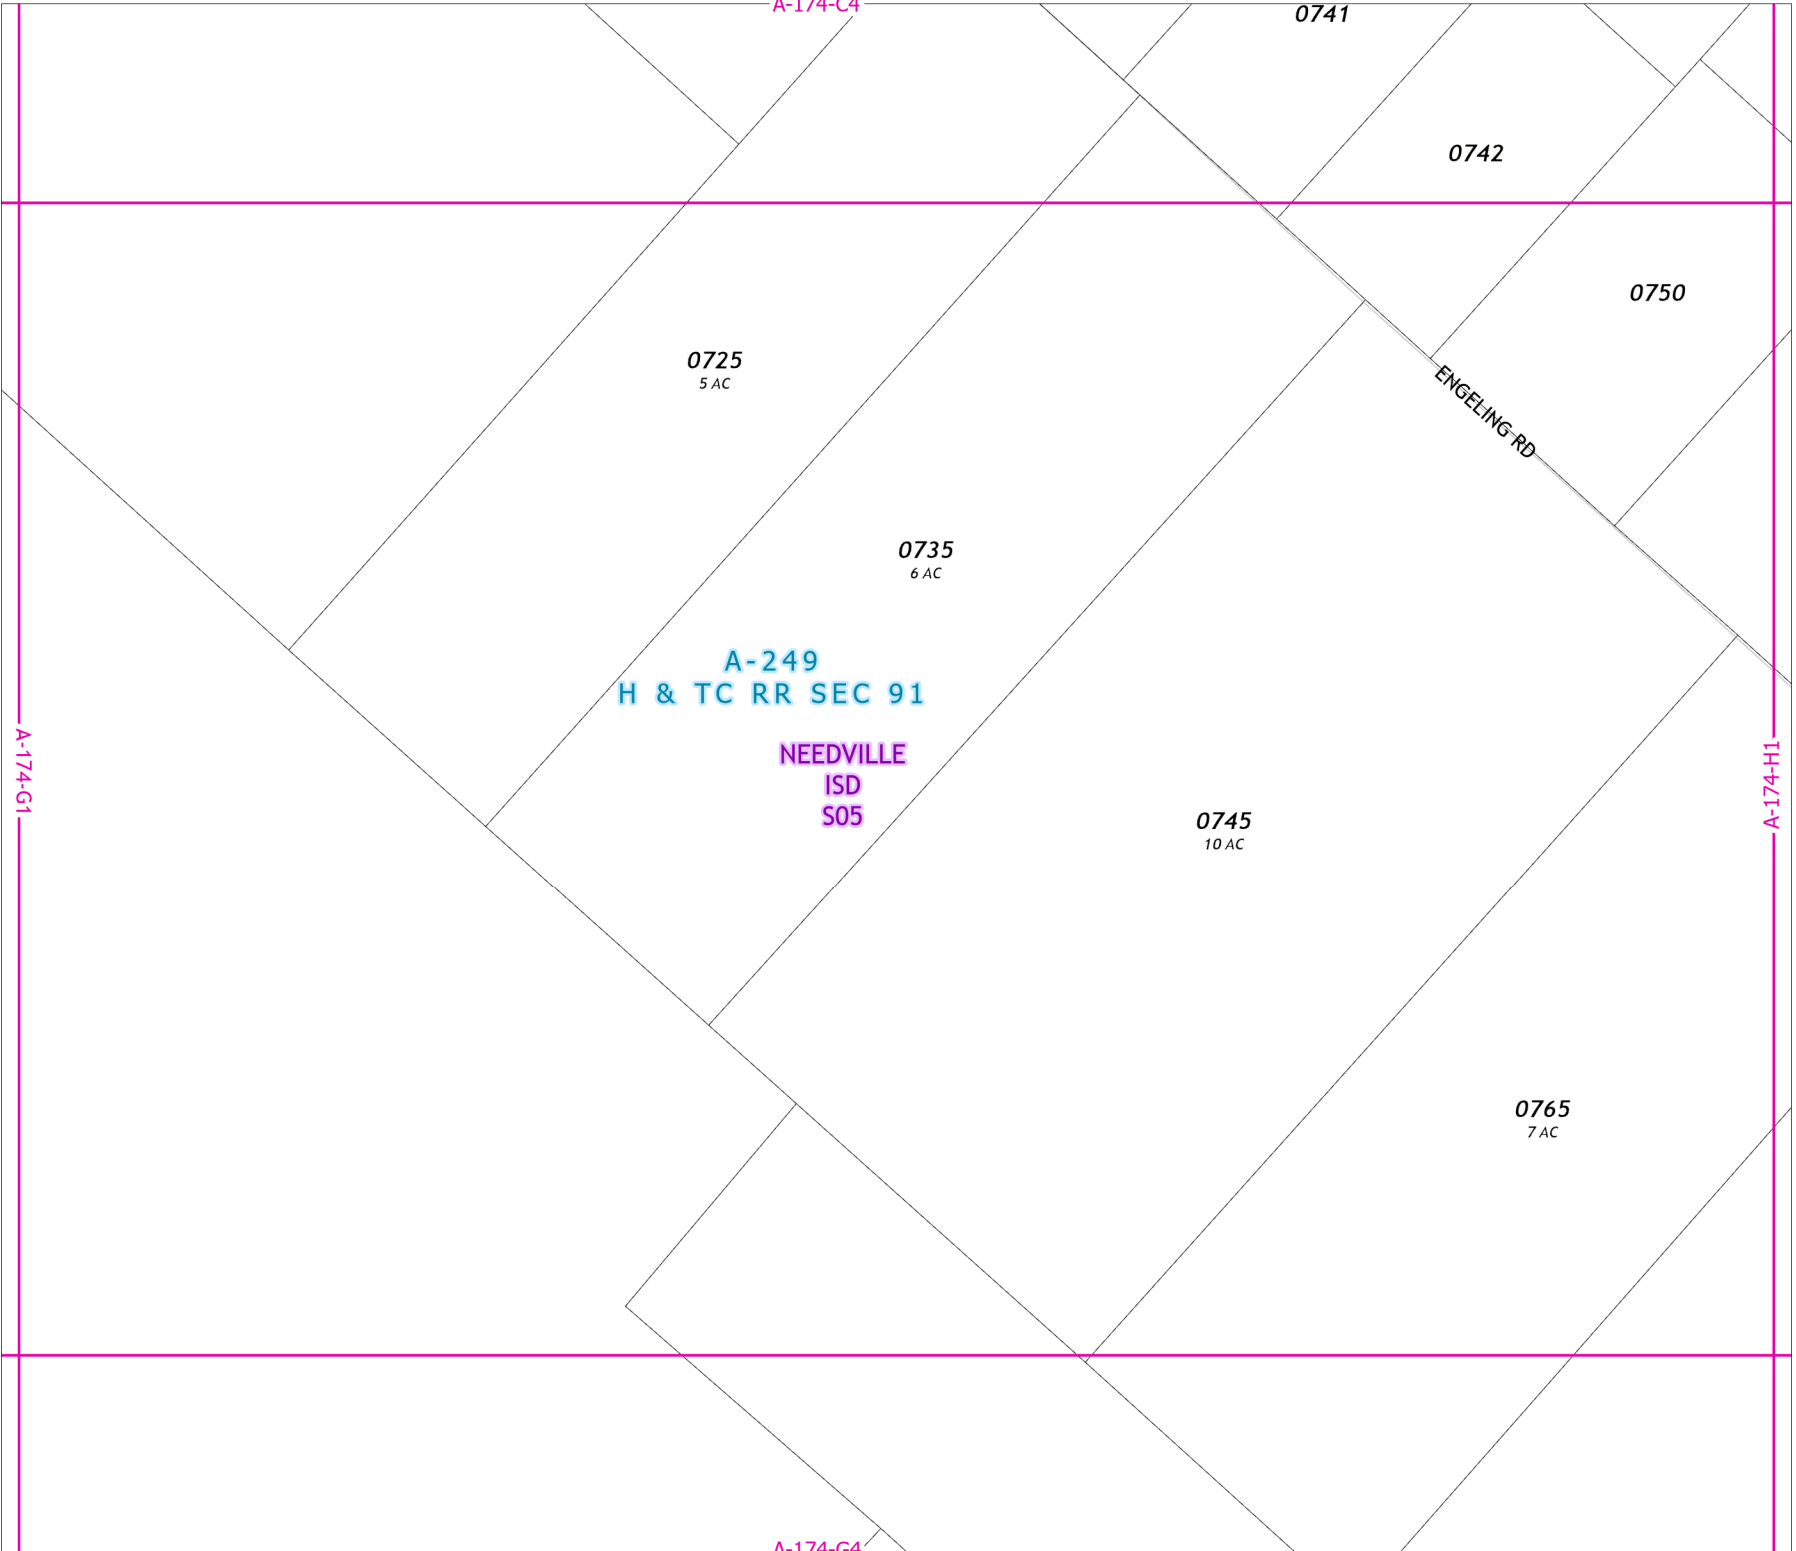 A-174-C4
0741
0742
0750
0725
5 AC
ENGELING RD
0735
6 AC
A-249
H & TC RR SEC 91
NEEDVILLE
ISD
S05
A-174-G1
A-174-H1
0745
10 AC
0765
7 AC
A-174-G4